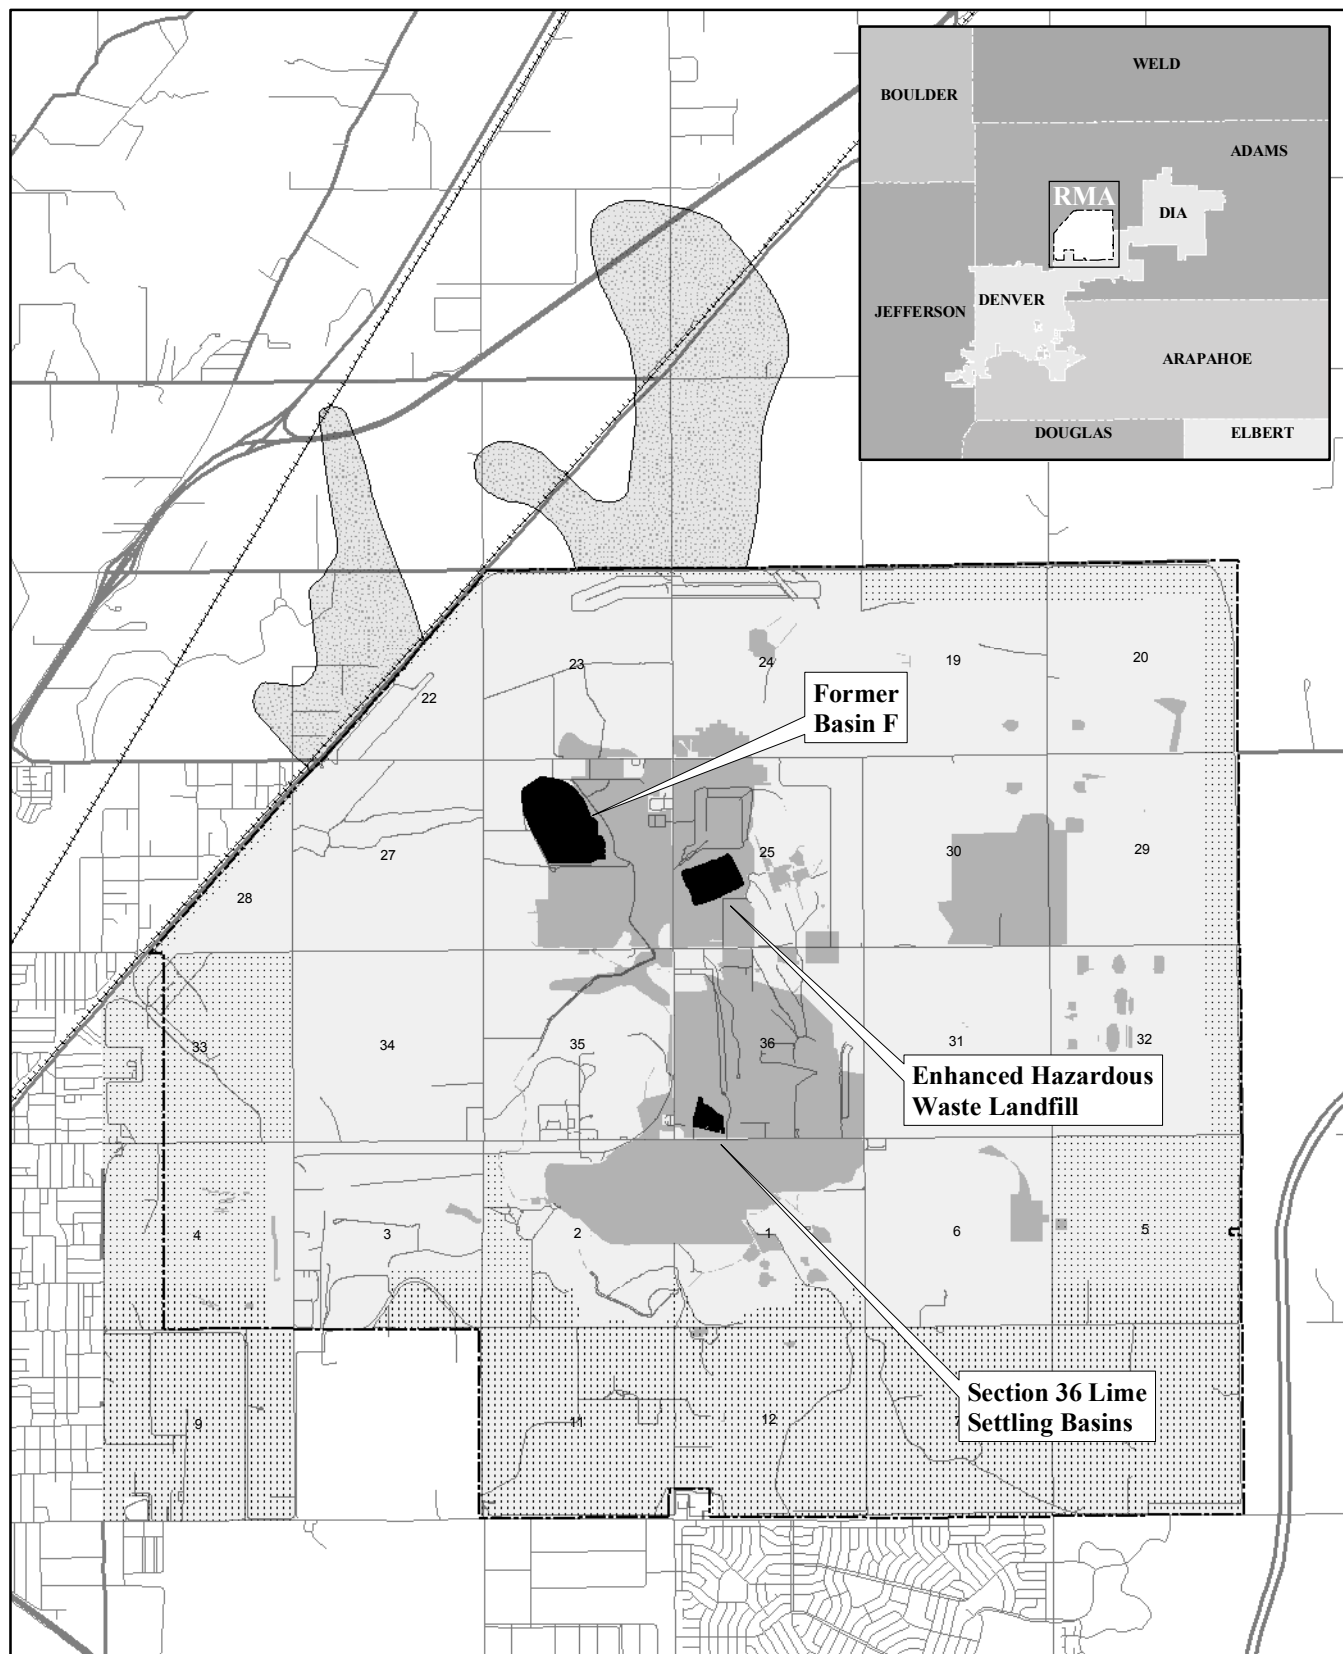 WELD
BOULDER
ADAMS
RMA
DIA
DENVER
JEFFERSON
ARAPAHOE
DOUGLAS
ELBERT
23
24
19
20
22
Former
Basin F
27
25
30
29
28
33
34
35
36
31
32
Enhanced Hazardous
Waste Landfill
4
3
2
1
6
5
Section 36 Lime
Settling Basins
9
11
12
7